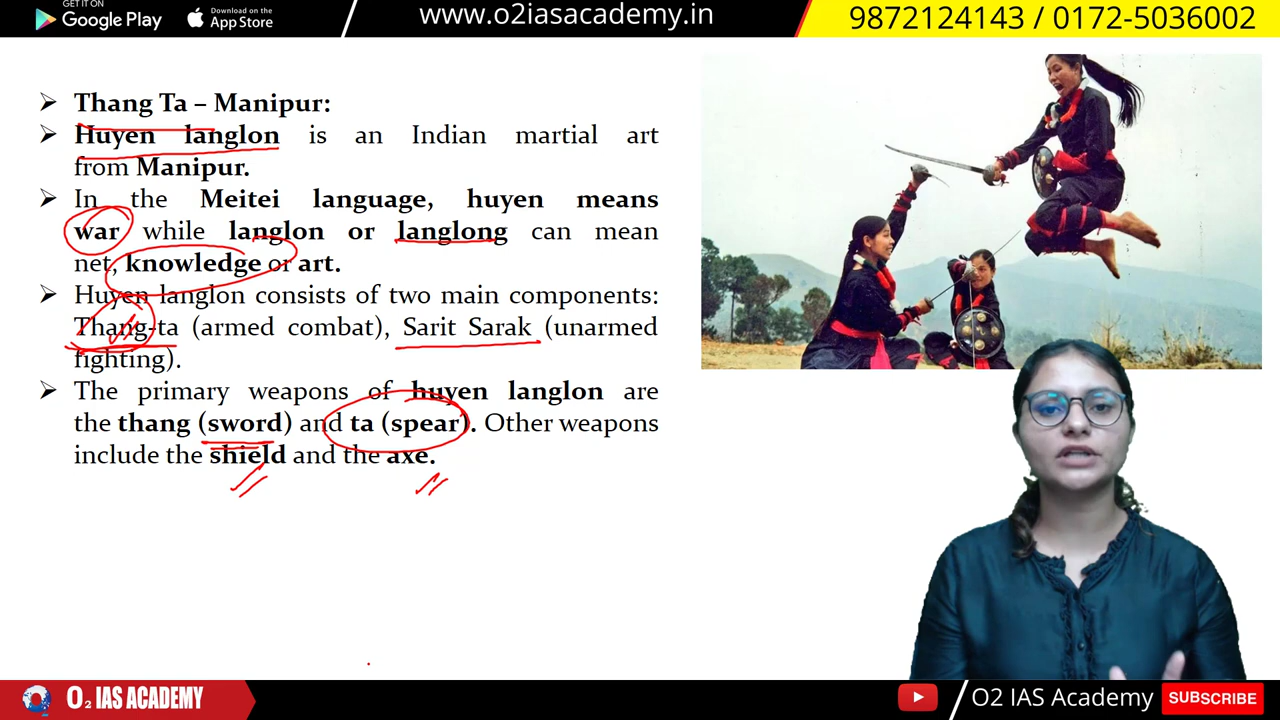 GET IT ON
Google Play
Download on the
App Store
www.o2iasacademy.in
9872124143 / 0172-5036002
Thang Ta – Manipur:
Huyen langlon is an Indian martial art
from Manipur.
In the Meitei language, huyen means
war while langlon or langlong can mean
net, knowledge or art.
Huyen langlon consists of two main components:
Thang-ta (armed combat), Sarit Sarak (unarmed
fighting).
The primary weapons of huyen langlon are
the thang (sword) and ta (spear). Other weapons
include the shield and the axe.
O2 IAS ACADEMY
O2 IAS Academy
SUBSCRIBE